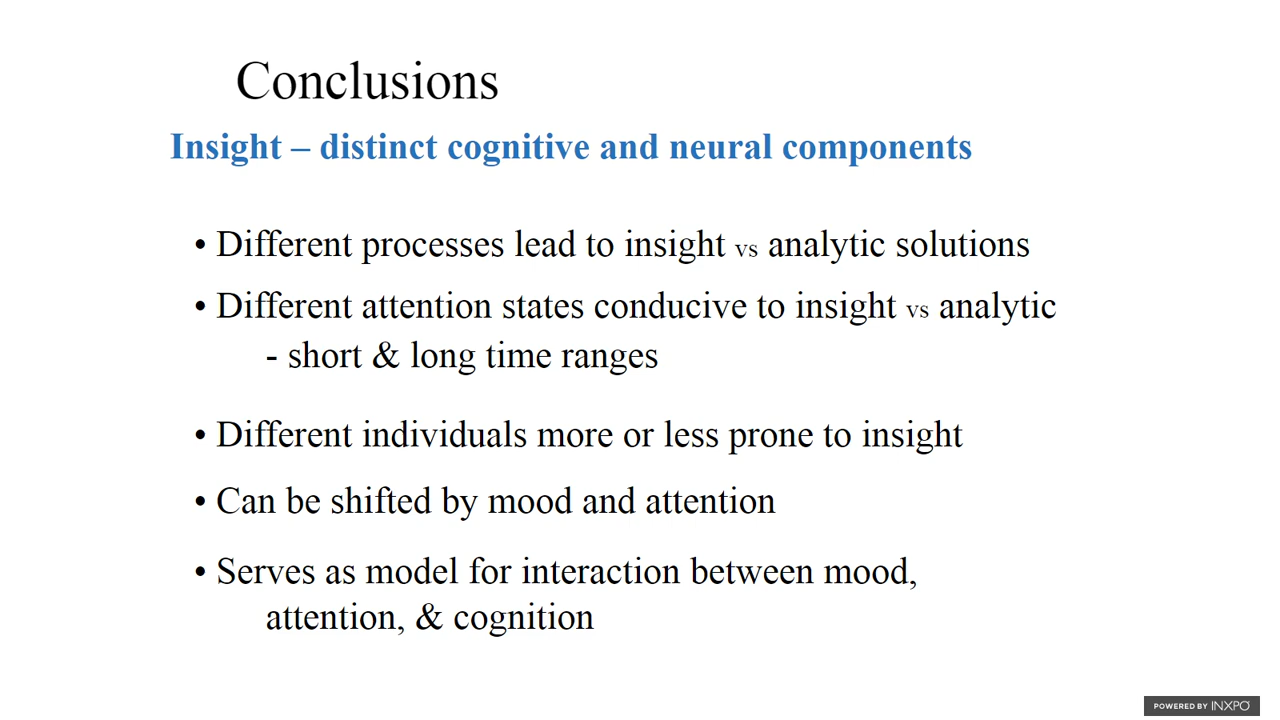 Conclusions
Insight – distinct cognitive and neural components
• Different processes lead to insight vs analytic solutions
• Different attention states conducive to insight vs analytic
- short & long time ranges
• Different individuals more or less prone to insight
• Can be shifted by mood and attention
• Serves as model for interaction between mood,
attention, & cognition
POWERED BY INXPO